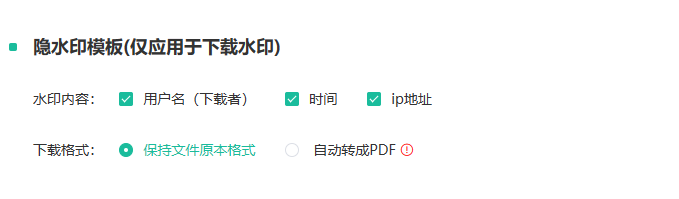 隐水印模板(仅应用于下载水印)
水印内容： 用户名（下载者） 时间 ip地址
下载格式： 保持文件原本格式 自动转成PDF